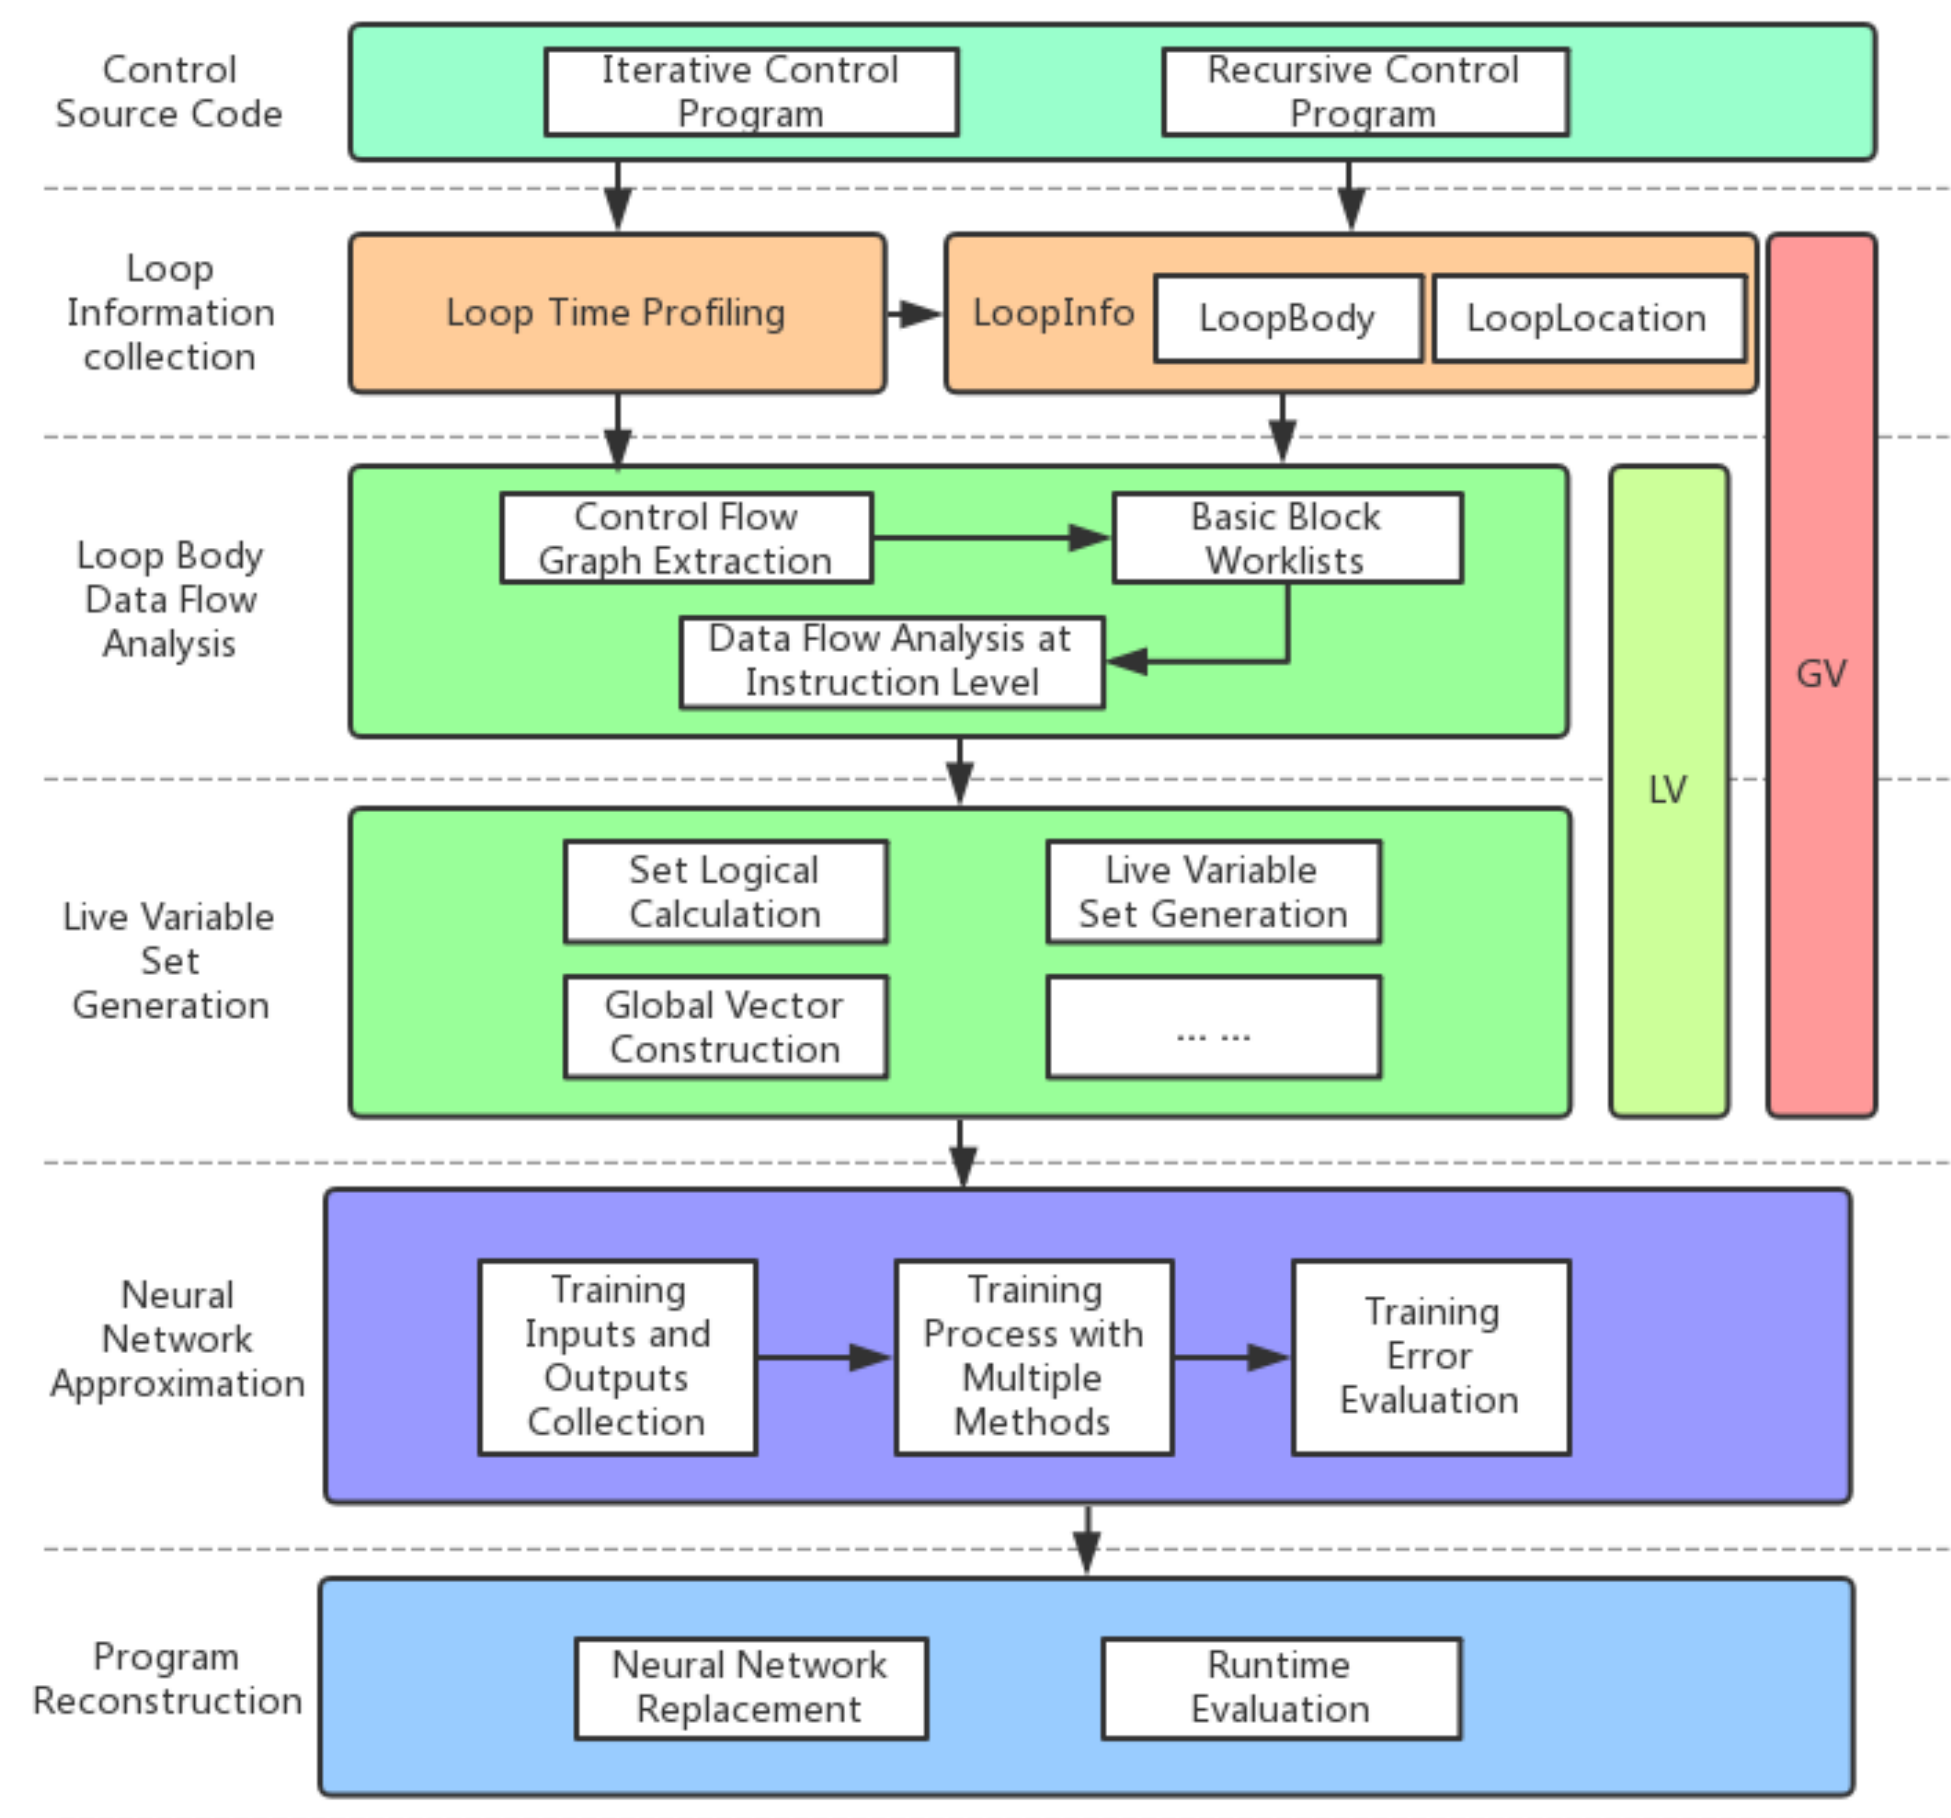 Control
Source Code
Iterative Control
Program
Recursive Control
Program
Loop
Information
collection
Loop Time Profiling
LoopInfo
LoopBody
LoopLocation
GV
Loop Body
Data Flow
Analysis
Control Flow
Graph Extraction
Basic Block
Worklists
Data Flow Analysis at
Instruction Level
LV
Live Variable
Set
Generation
Set Logical
Calculation
Live Variable
Set Generation
Global Vector
Construction
... ...
Neural
Network
Approximation
Training
Inputs and
Outputs
Collection
Training
Process with
Multiple
Methods
Training
Error
Evaluation
Program
Reconstruction
Neural Network
Replacement
Runtime
Evaluation